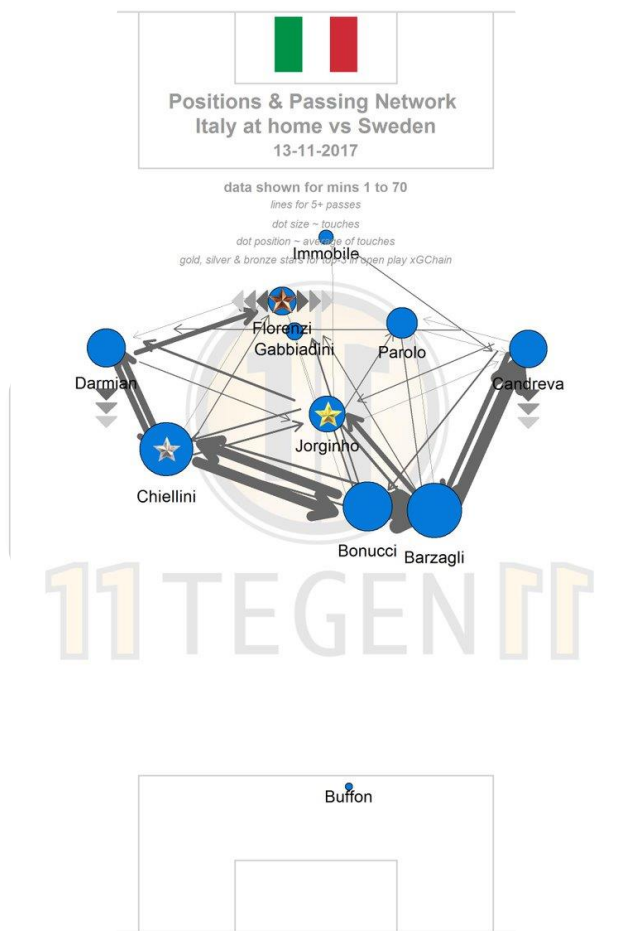 Positions & Passing Network
Italy at home vs Sweden
13-11-2017
data shown for mins 1 to 70
lines for 5+ passes
dot size ~ touches
dot position ~ average of touches
Immobile
gold, silver & bronze stars for top-3 in open play xGChain
Florenzi
Gabbiadini
Parolo
Darmian
Candreva
Jorginho
Chiellini
Bonucci
Barzagli
11TEGEN11
Buffon